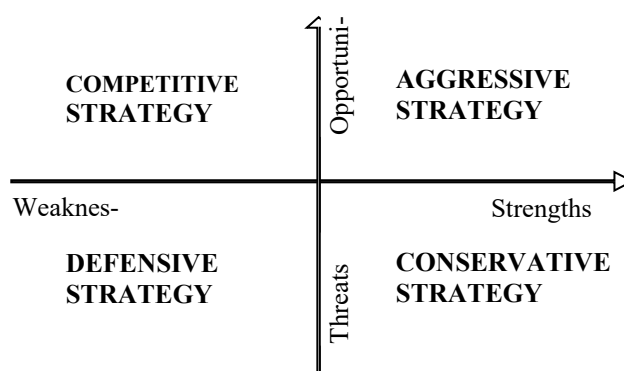 Opportuni-
COMPETITIVE
STRATEGY
AGGRESSIVE
STRATEGY
Weaknes-
Strengths
DEFENSIVE
STRATEGY
Threats
CONSERVATIVE
STRATEGY